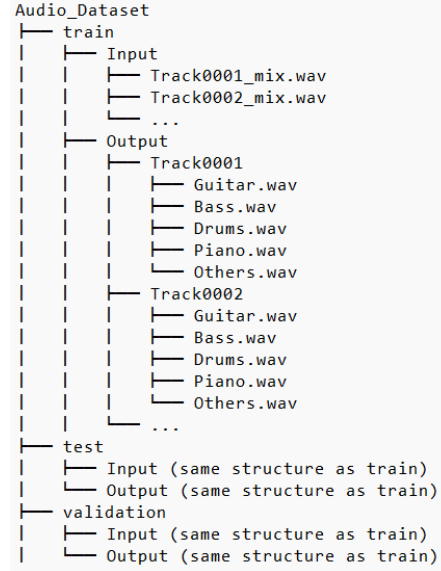 Audio_Dataset
├── train
│   ├── Input
│   │   ├── Track0001_mix.wav
│   │   ├── Track0002_mix.wav
│   │   └── ...
│   ├── Output
│   │   ├── Track0001
│   │   │   ├── Guitar.wav
│   │   │   ├── Bass.wav
│   │   │   ├── Drums.wav
│   │   │   ├── Piano.wav
│   │   │   └── Others.wav
│   │   ├── Track0002
│   │   │   ├── Guitar.wav
│   │   │   ├── Bass.wav
│   │   │   ├── Drums.wav
│   │   │   ├── Piano.wav
│   │   │   └── Others.wav
│   │   └── ...
├── test
│   ├── Input (same structure as train)
│   └── Output (same structure as train)
├── validation
│   ├── Input (same structure as train)
│   └── Output (same structure as train)